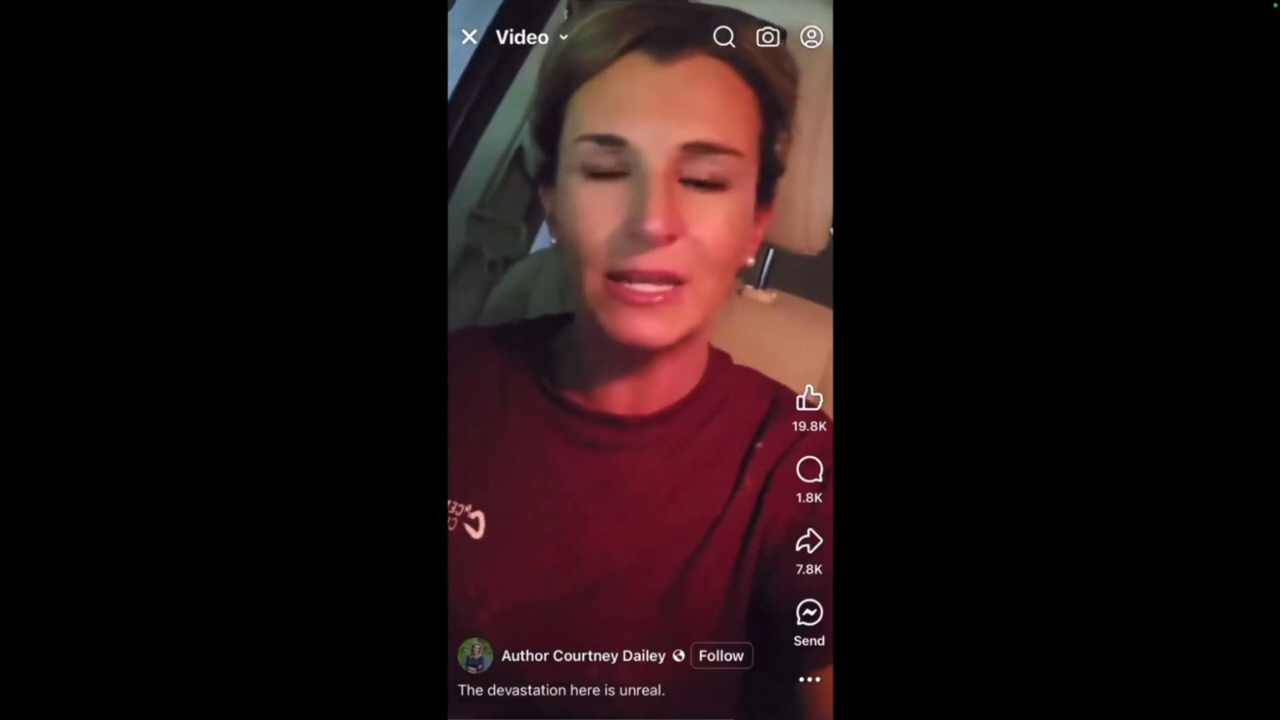 Video
19.8K
1.8K
7.8K
Send
Author Courtney Dailey
Follow
The devastation here is unreal.